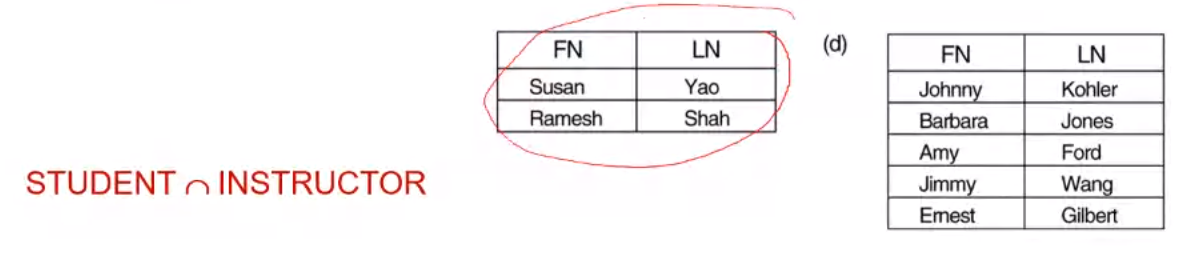 FN LN
Susan Yao
Ramesh Shah
STUDENT ∩ INSTRUCTOR
(d)
FN LN
Johnny Kohler
Barbara Jones
Amy Ford
Jimmy Wang
Ernest Gilbert